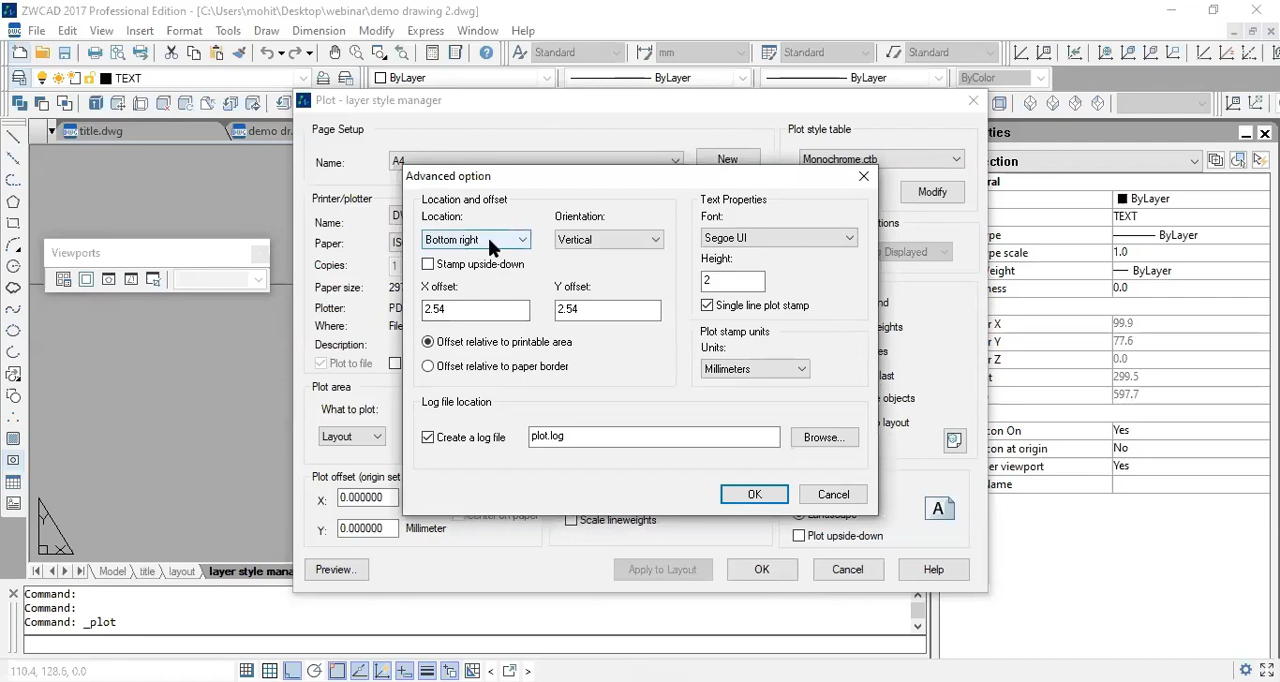 ZWCAD 2017 Professional Edition - [C:\Users\mohit\Desktop\webinar\demo drawing 2.dwg]
File Edit View Insert Format Tools Draw Dimension Modify Express Window Help
Standard mm Standard Standard
TEXT ByLayer ByLayer ByLayer ByColor
Plot - layer style manager
title.dwg demo dr
Page Setup
Name: A4 New
Plot style table
Monochrome.ctb
Modify
Printer/plotter
Name:
Paper:
Copies: 1
Paper size:
Plotter:
Where:
Description:
Plot to file
Plot area
What to plot:
Layout
Plot offset (origin set
X: 0.000000
Y: 0.000000 Millimeter
Scale lineweights
Landscape
Plot upside-down
Preview.. Apply to Layout OK Cancel Help
Advanced option
Location and offset
Location: Orientation:
Bottom right Vertical
Stamp upside-down
X offset: Y offset:
2.54 2.54
Offset relative to printable area
Offset relative to paper border
Text Properties
Font:
Segoe UI
Height:
2
Single line plot stamp
Plot stamp units
Units:
Millimeters
Log file location
Create a log file plot.log Browse...
OK Cancel
Viewports
ByLayer
TEXT
ByLayer
1.0
ByLayer
0.0
99.9
77.6
0.0
299.5
597.7
Yes
No
Yes
Model title layout layer style mana
Command:
Command:
Command: _plot
110.4, 128.6, 0.0